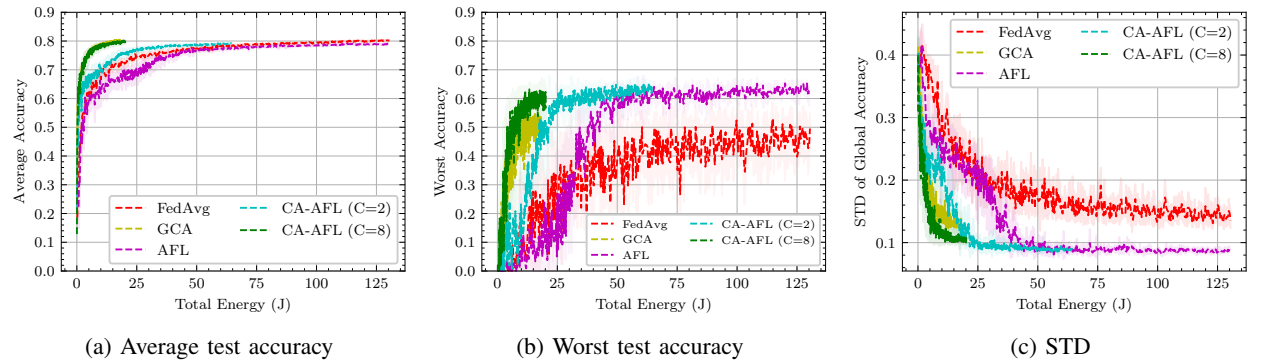 0.9
0.8
0.7
0.6
0.5
0.4
0.3
0.2
0.1
0.0
Average Accuracy
0 25 50 75 100 125
Total Energy (J)
FedAvg
GCA
AFL
CA-AFL (C=2)
CA-AFL (C=8)
(a) Average test accuracy
0.9
0.8
0.7
0.6
0.5
0.4
0.3
0.2
0.1
0.0
Worst Accuracy
0 25 50 75 100 125
Total Energy (J)
FedAvg
GCA
AFL
CA-AFL (C=2)
CA-AFL (C=8)
(b) Worst test accuracy
0.4
0.3
0.2
0.1
STD of Global Accuracy
0 25 50 75 100 125
Total Energy (J)
FedAvg
GCA
AFL
CA-AFL (C=2)
CA-AFL (C=8)
(c) STD